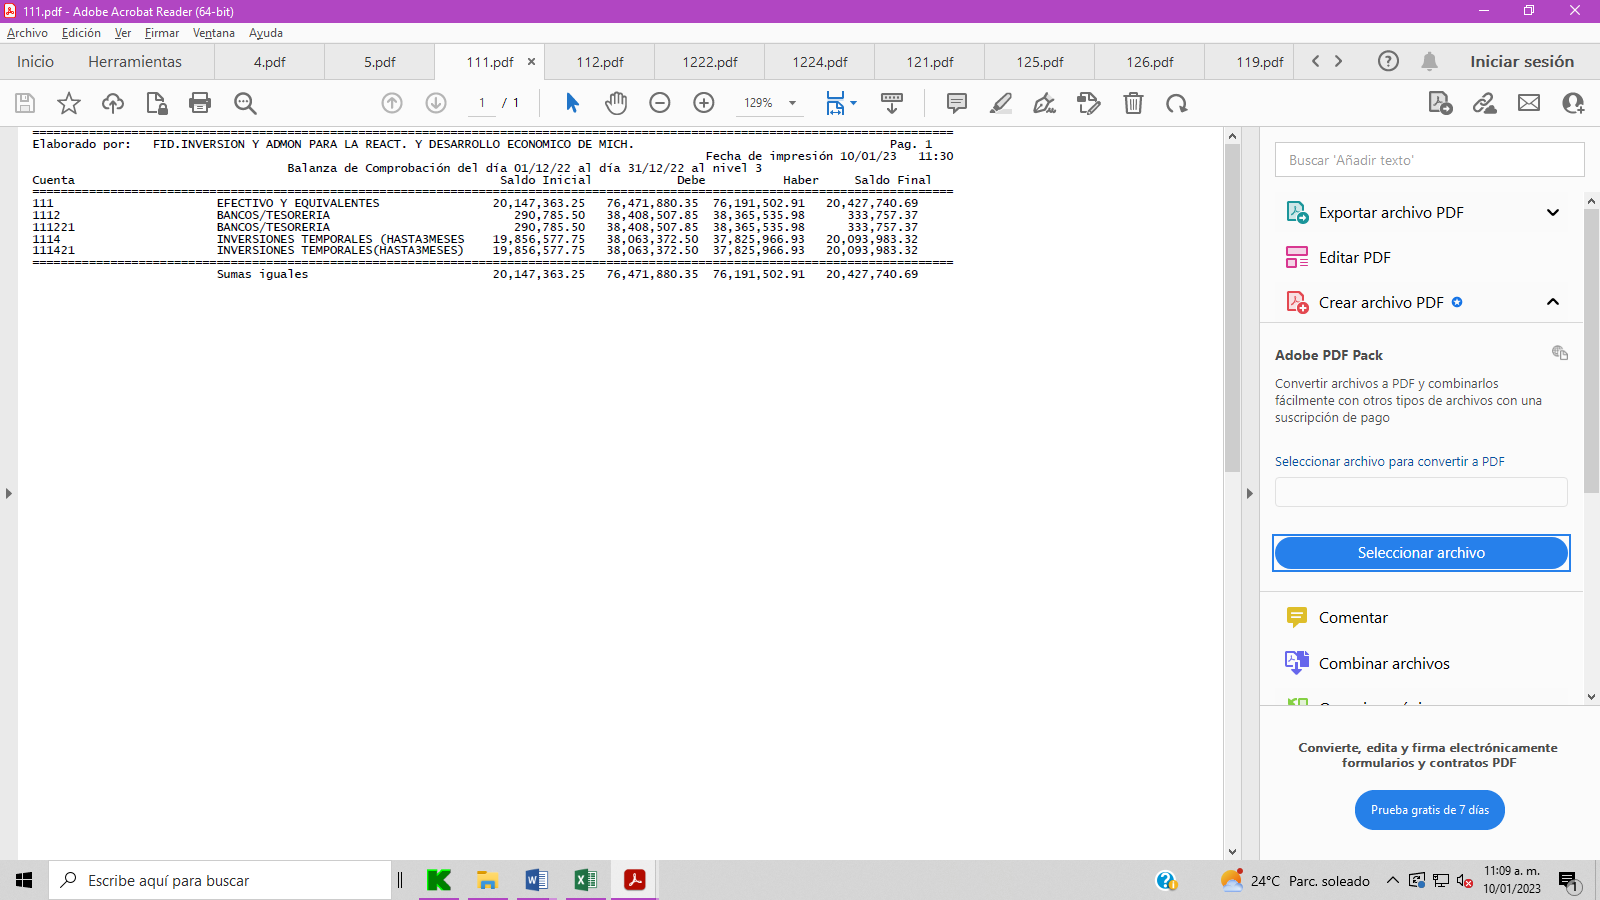 111.pdf - Adobe Acrobat Reader (64-bit)
Archivo Edición Ver Firmar Ventana Ayuda
Inicio Herramientas 4.pdf 5.pdf 111.pdf × 112.pdf 1222.pdf 1224.pdf 121.pdf 125.pdf 126.pdf 119.pdf Iniciar sesión
1 / 1 129%
Elaborado por: FID.INVERSION Y ADMON PARA LA REACT. Y DESARROLLO ECONOMICO DE MICH. Pag. 1
Fecha de impresión 10/01/23 11:30
Balanza de Comprobación del día 01/12/22 al día 31/12/22 al nivel 3
Cuenta Saldo Inicial Debe Haber Saldo Final
111 EFECTIVO Y EQUIVALENTES 20,147,363.25 76,471,880.35 76,191,502.91 20,427,740.69
1112 BANCOS/TESORERIA 290,785.50 38,408,507.85 38,365,535.98 333,757.37
111221 BANCOS/TESORERIA 290,785.50 38,408,507.85 38,365,535.98 333,757.37
1114 INVERSIONES TEMPORALES (HASTA3MESES 19,856,577.75 38,063,372.50 37,825,966.93 20,093,983.32
111421 INVERSIONES TEMPORALES(HASTA3MESES) 19,856,577.75 38,063,372.50 37,825,966.93 20,093,983.32
Sumas iguales 20,147,363.25 76,471,880.35 76,191,502.91 20,427,740.69
Buscar 'Añadir texto'
Exportar archivo PDF
Editar PDF
Crear archivo PDF
Adobe PDF Pack
Convertir archivos a PDF y combinarlos
fácilmente con otros tipos de archivos con una
suscripción de pago
Seleccionar archivo para convertir a PDF
Seleccionar archivo
Comentar
Combinar archivos
Convierte, edita y firma electrónicamente
formularios y contratos PDF
Prueba gratis de 7 días
Escribe aquí para buscar
24°C Parc. soleado
11:09 a. m.
10/01/2023
1